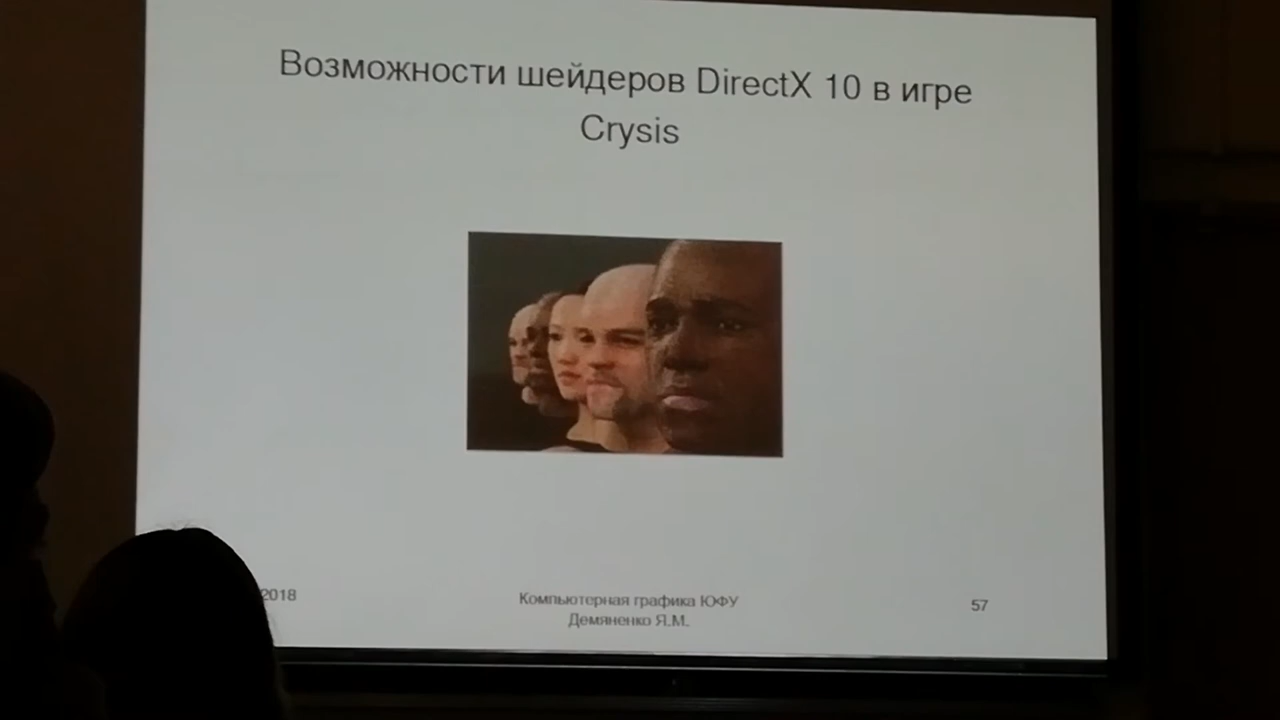 Возможности шейдеров DirectX 10 в игре
Crysis
2018
Компьютерная графика ЮФУ
Демяненко Я.М.
57